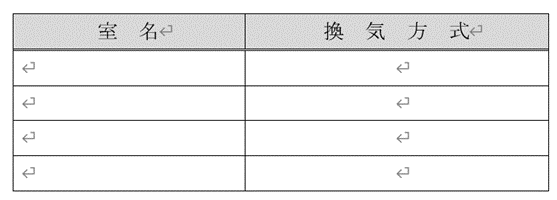 室　名
換　気　方　式